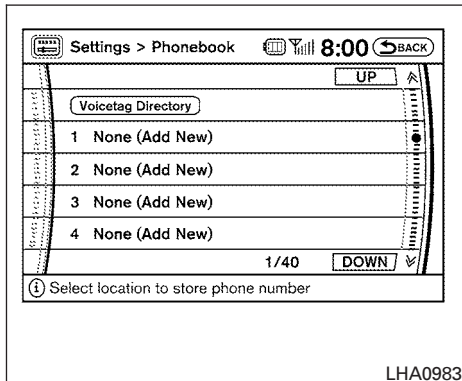 Settings > Phonebook 8:00 BACK
UP
Voicetag Directory
1 None (Add New)
2 None (Add New)
3 None (Add New)
4 None (Add New)
1/40 DOWN
i Select location to store phone number
LHA0983